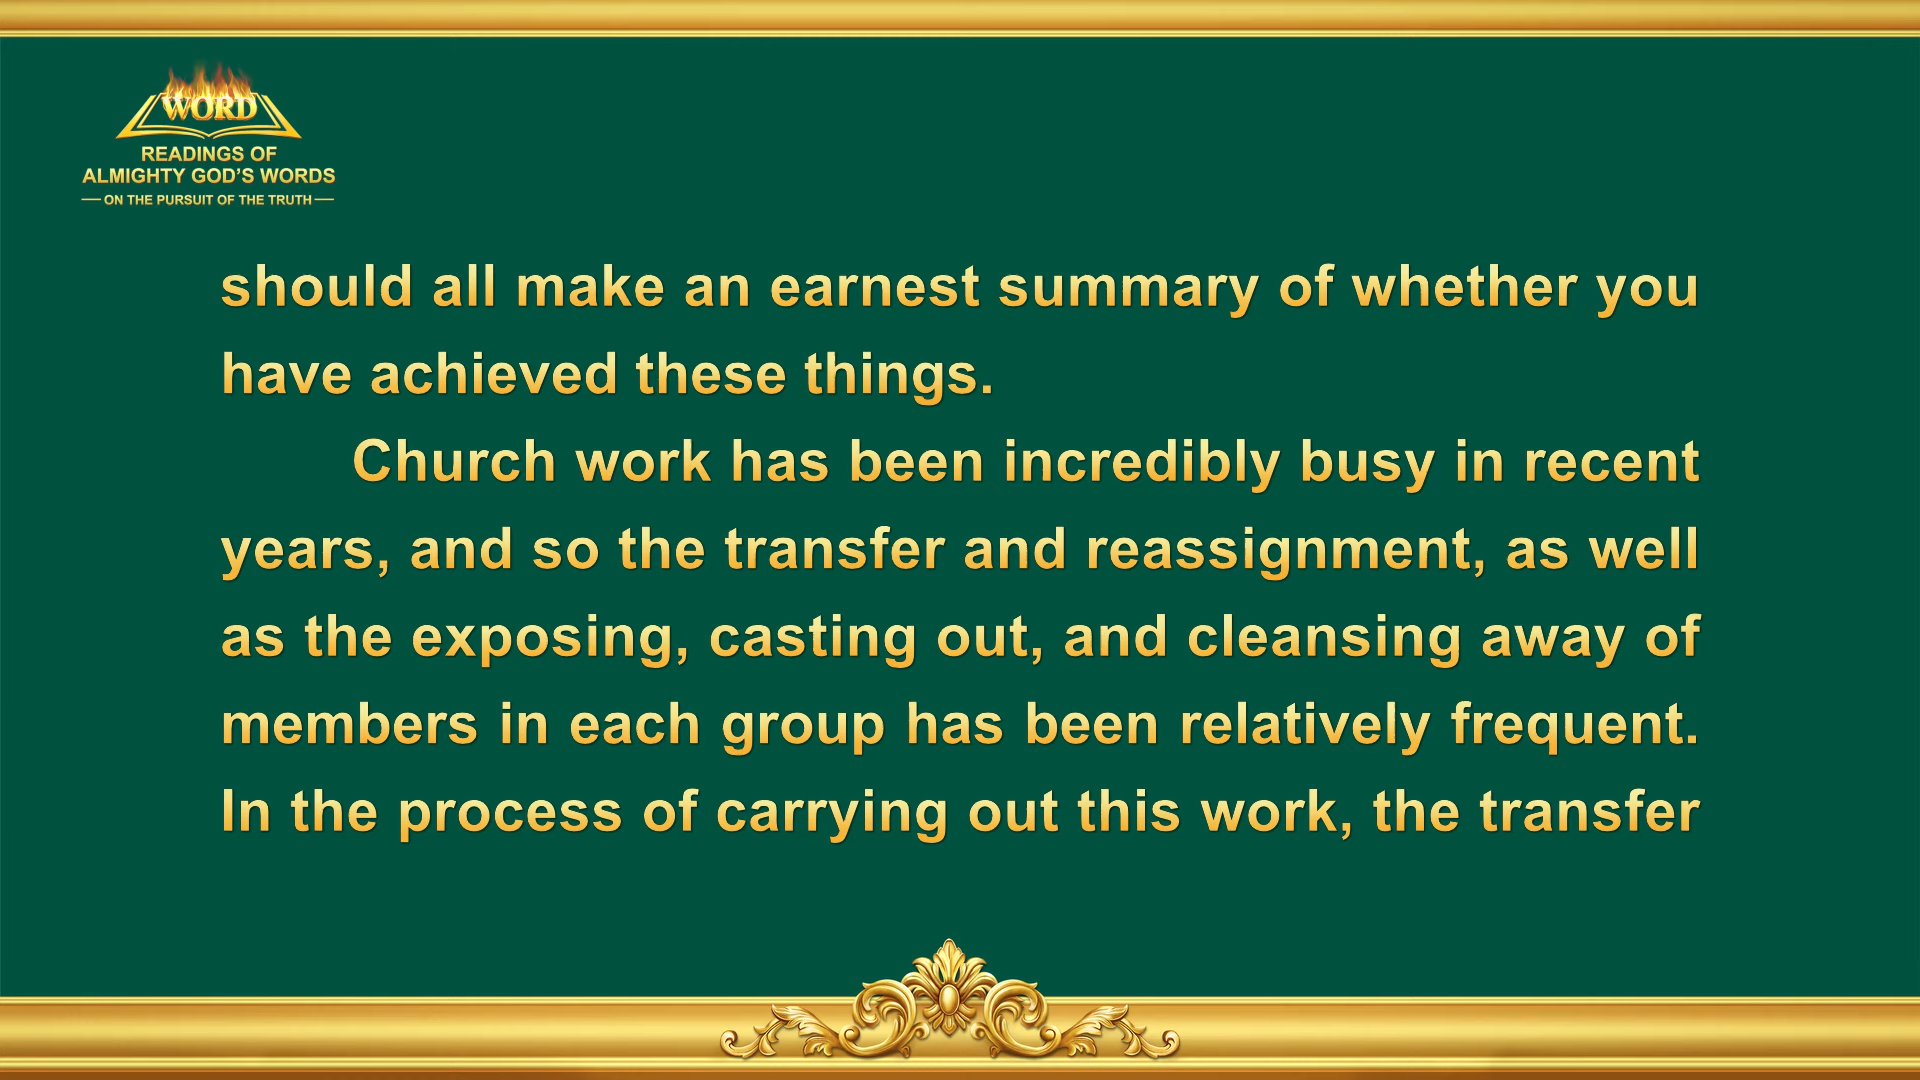 WORD
READINGS OF
ALMIGHTY GOD'S WORDS
— ON THE PURSUIT OF THE TRUTH —
should all make an earnest summary of whether you
have achieved these things.
Church work has been incredibly busy in recent
years, and so the transfer and reassignment, as well
as the exposing, casting out, and cleansing away of
members in each group has been relatively frequent.
In the process of carrying out this work, the transfer